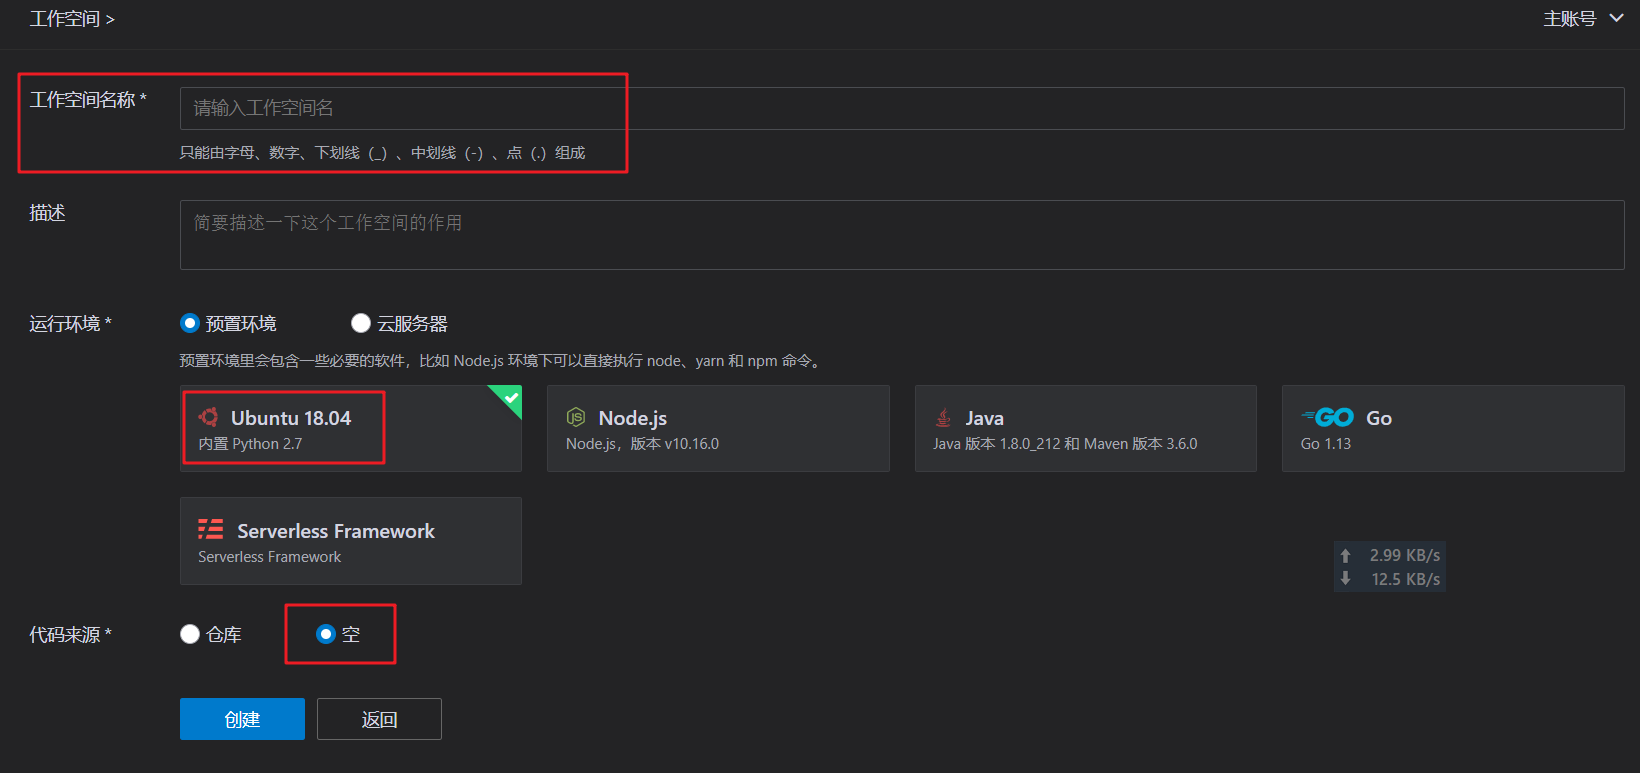 工作空间 >
主账号
工作空间名称 *
请输入工作空间名
只能由字母、数字、下划线（_）、中划线（-）、点（.）组成
描述
简要描述一下这个工作空间的作用
运行环境 *
预置环境
云服务器
预置环境里会包含一些必要的软件，比如 Node.js 环境下可以直接执行 node、yarn 和 npm 命令。
Ubuntu 18.04
内置 Python 2.7
Node.js
Node.js，版本 v10.16.0
Java
Java 版本 1.8.0_212 和 Maven 版本 3.6.0
GO
Go
Go 1.13
Serverless Framework
Serverless Framework
2.99 KB/s
12.5 KB/s
代码来源 *
仓库
空
创建
返回